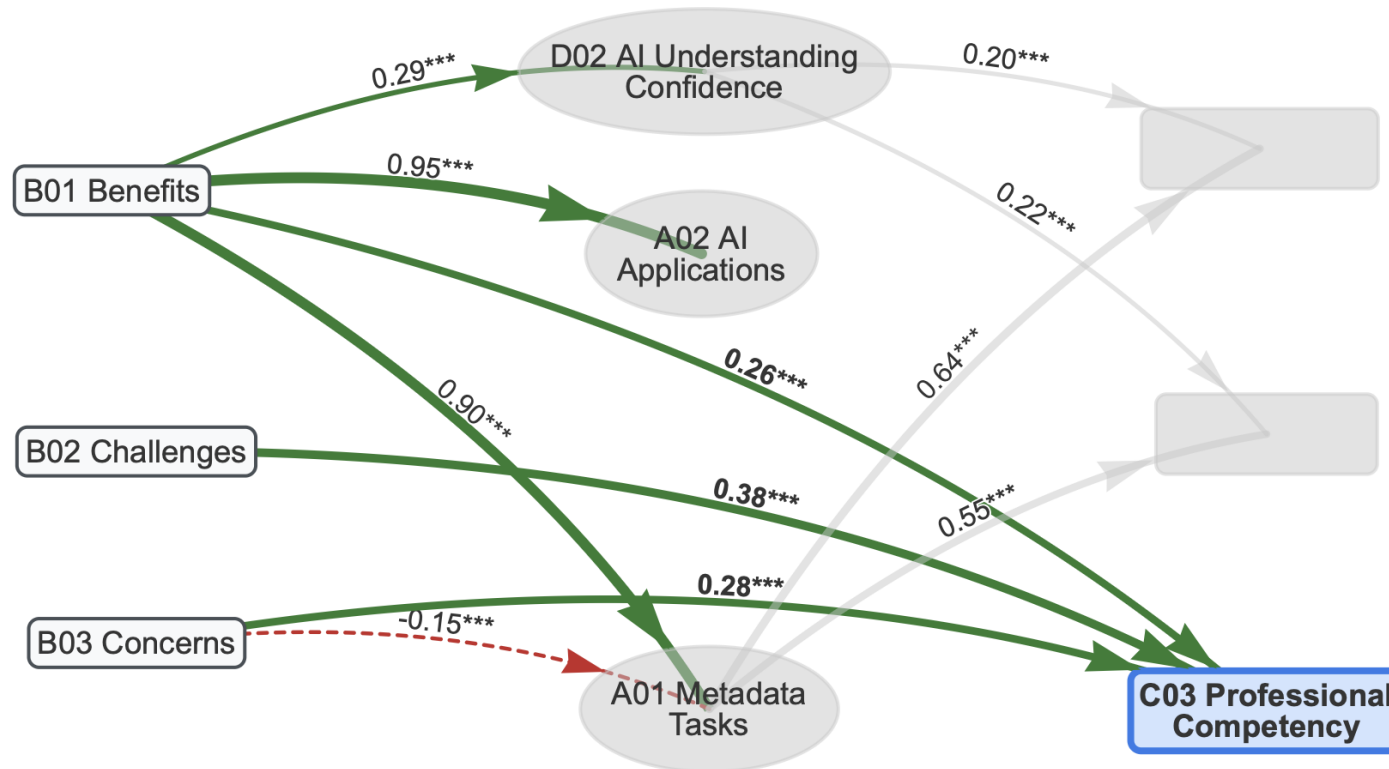 D02 AI Understanding
Confidence
0.20***
0.29***
0.95***
B01 Benefits
0.22***
A02 AI
Applications
0.64***
0.26***
0.90***
B02 Challenges
0.38***
0.55***
0.28***
-0.15***
B03 Concerns
A01 Metadata
Tasks
C03 Professional
Competency